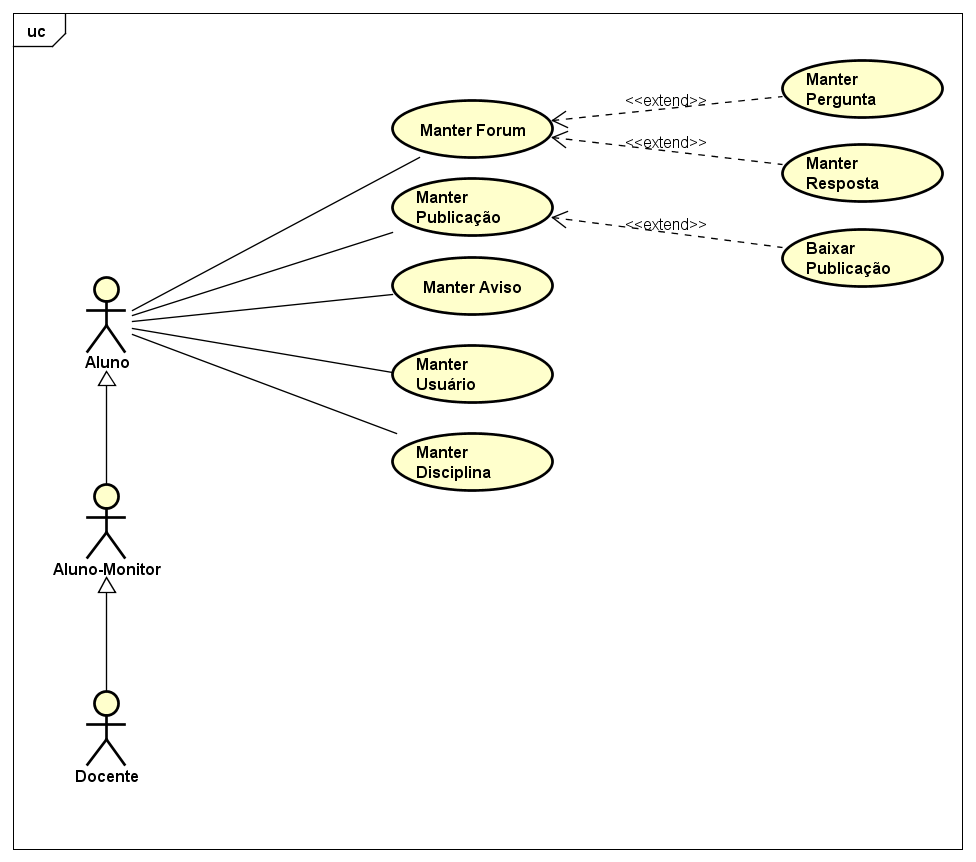 uc
Manter
Pergunta
<<extend>>
Manter Forum
<<extend>>
Manter
Resposta
Manter
Publicação
<<extend>>
Baixar
Publicação
Manter Aviso
Aluno
Manter
Usuário
Manter
Disciplina
Aluno-Monitor
Docente